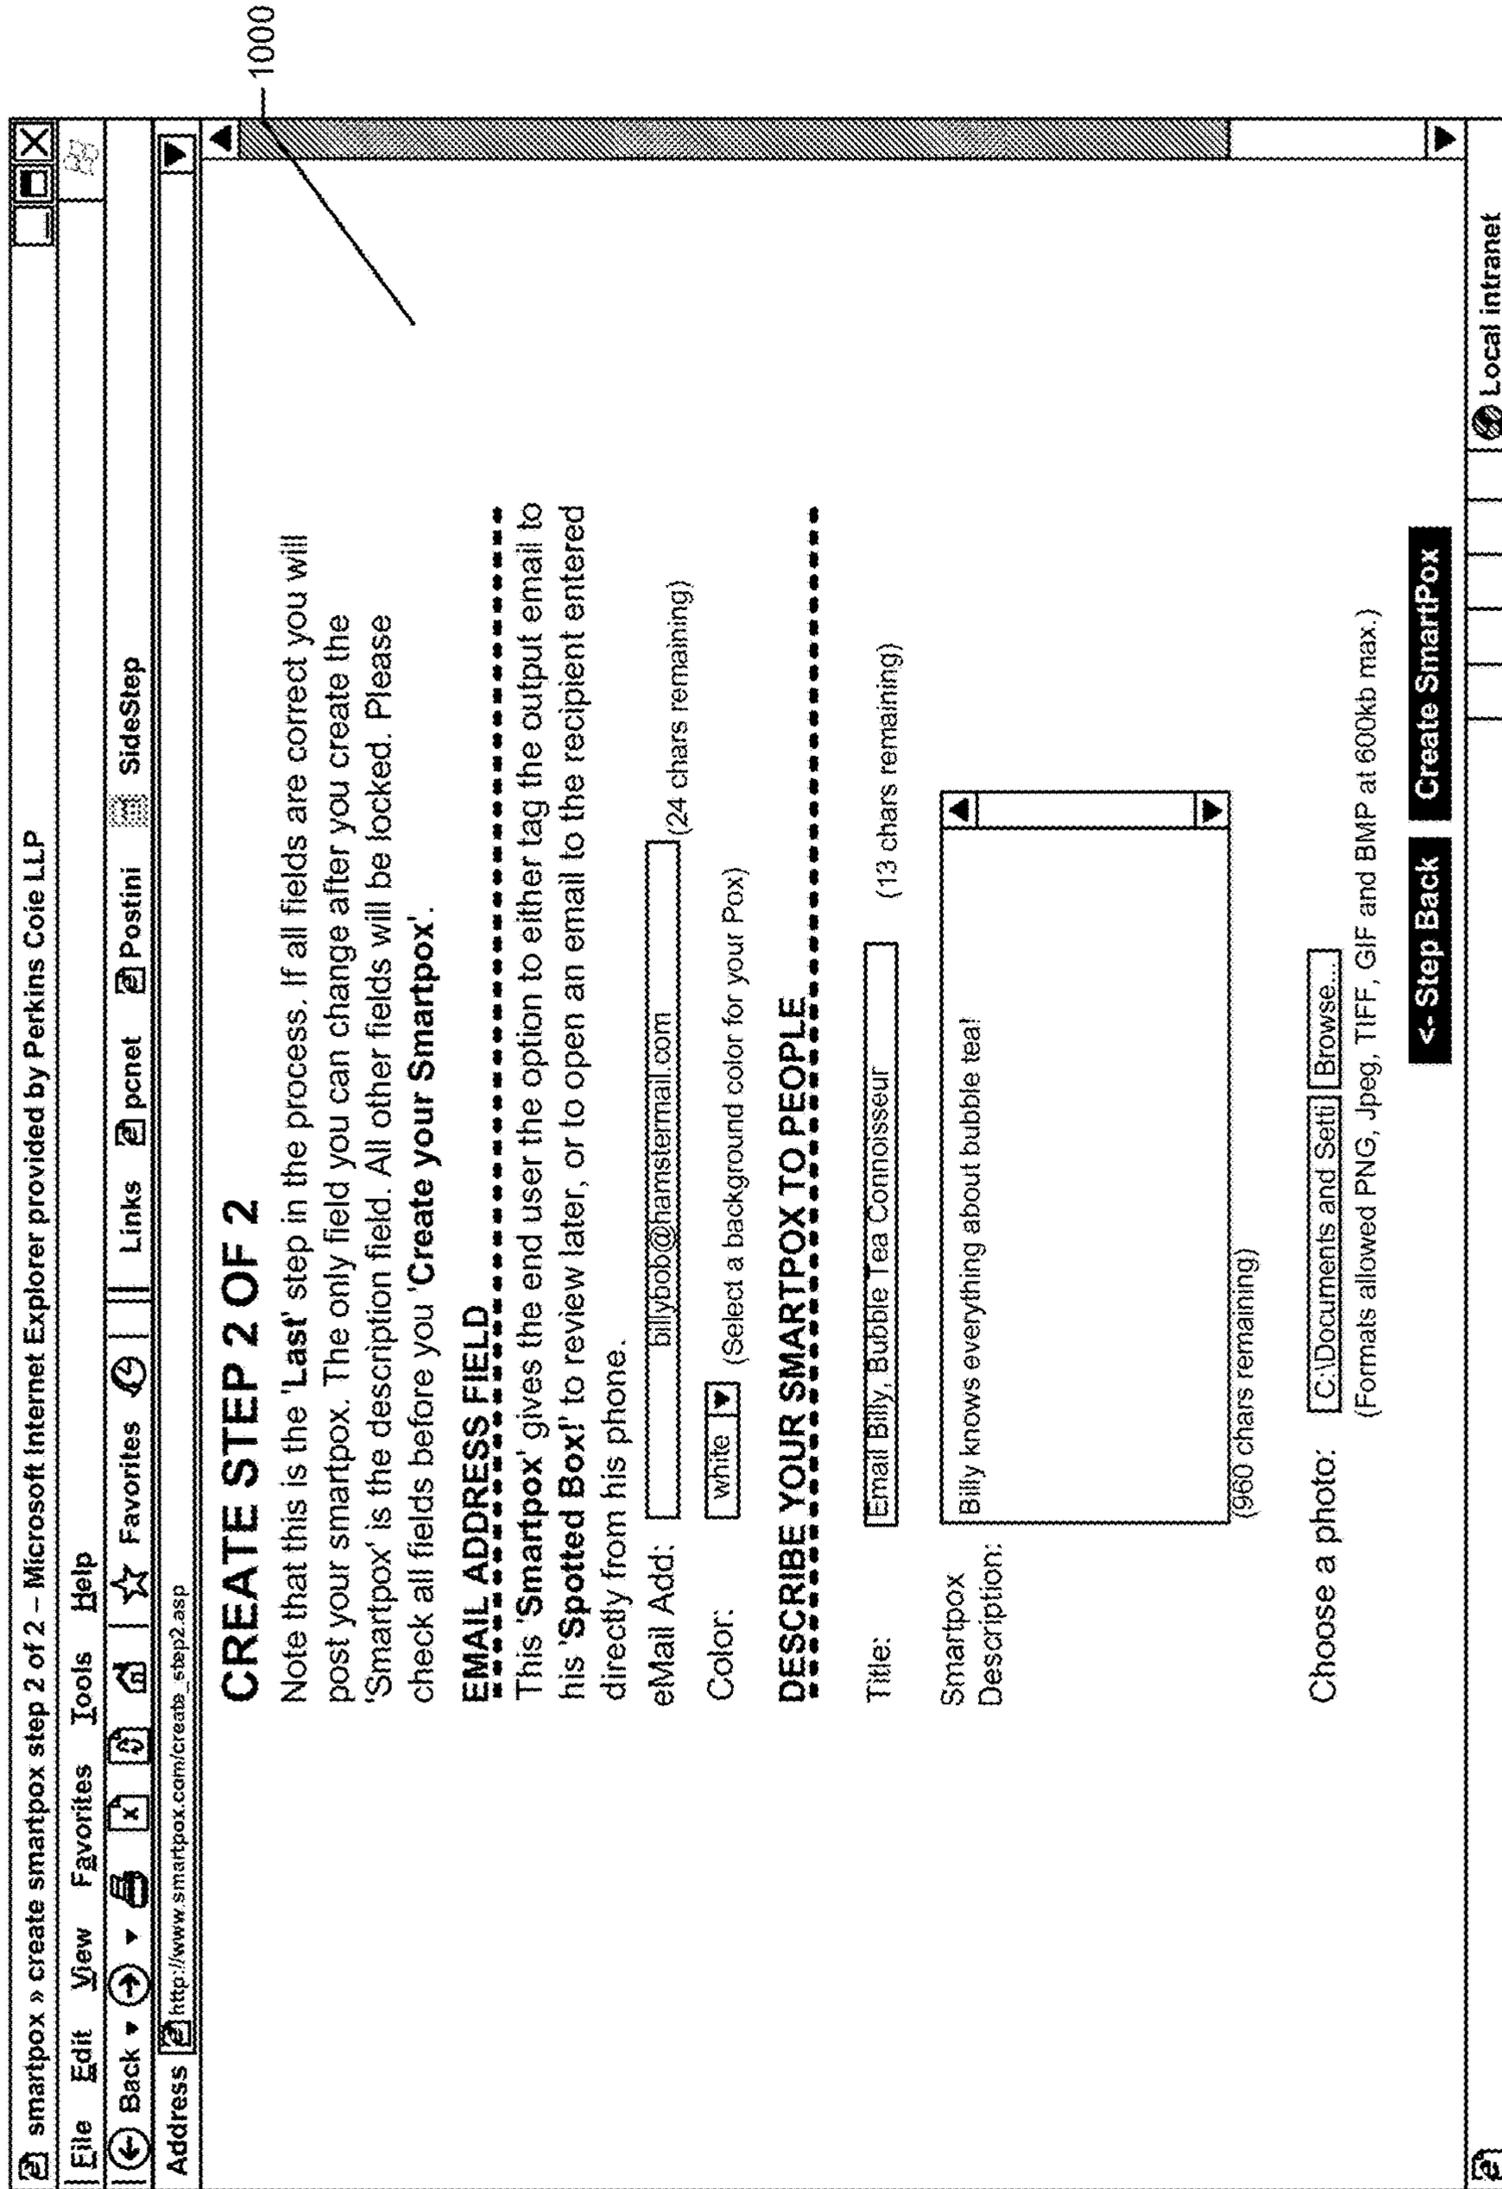 smartpox » create smartpox step 2 of 2 – Microsoft Internet Explorer provided by Perkins Coie LLP
File Edit View Favorites Tools Help
Back Favorites Links pcnet Postini SideStep
Address http://www.smartpox.com/create_step2.asp
1000
CREATE STEP 2 OF 2
Note that this is the 'Last' step in the process. If all fields are correct you will
post your smartpox. The only field you can change after you create the
'Smartpox' is the description field. All other fields will be locked. Please
check all fields before you 'Create your Smartpox'.
EMAIL ADDRESS FIELD
This 'Smartpox' gives the end user the option to either tag the output email to
his 'Spotted Box!' to review later, or to open an email to the recipient entered
directly from his phone.
eMail Add: billybob@hamstermail.com (24 chars remaining)
Color: white (Select a background color for your Pox)
DESCRIBE YOUR SMARTPOX TO PEOPLE
Title: Email Billy, Bubble Tea Connoisseur (13 chars remaining)
Smartpox
Description:
Billy knows everything about bubble tea!
(960 chars remaining)
Choose a photo: C:\Documents and Setti Browse...
(Formats allowed PNG, Jpeg, TIFF, GIF and BMP at 600kb max.)
<- Step Back Create SmartPox
Local intranet